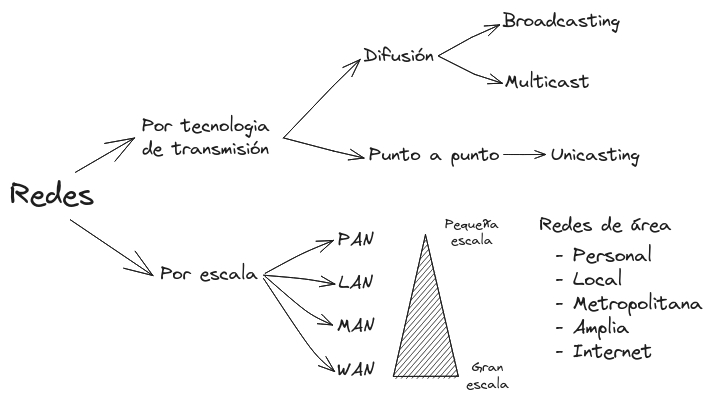 Redes
Por tecnologia
de transmisión
Difusión
Broadcasting
Multicast
Punto a punto
Unicasting
Por escala
PAN
LAN
MAN
WAN
Pequeña
escala
Gran
escala
Redes de área
- Personal
- Local
- Metropolitana
- Amplia
- Internet